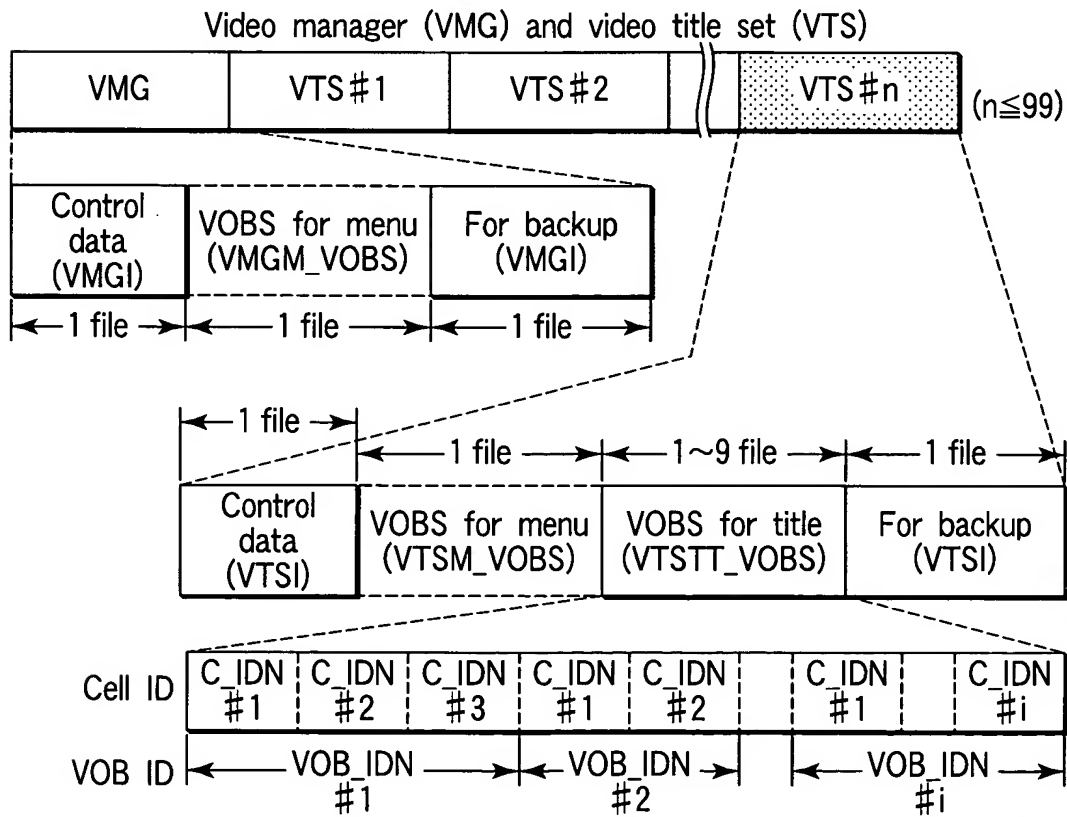 Video manager (VMG) and video title set (VTS)
VMG VTS#1 VTS#2 VTS#n (n≦99)
Control data (VMGI)
VOBS for menu (VMGM_VOBS)
For backup (VMGI)
1 file 1 file 1 file
1 file
1 file 1~9 file 1 file
Control data (VTSI)
VOBS for menu (VTSM_VOBS)
VOBS for title (VTSTT_VOBS)
For backup (VTSI)
Cell ID C_IDN #1 C_IDN #2 C_IDN #3 C_IDN #1 C_IDN #2 C_IDN #1 C_IDN #i
VOB ID VOB_IDN #1 VOB_IDN #2 VOB_IDN #i